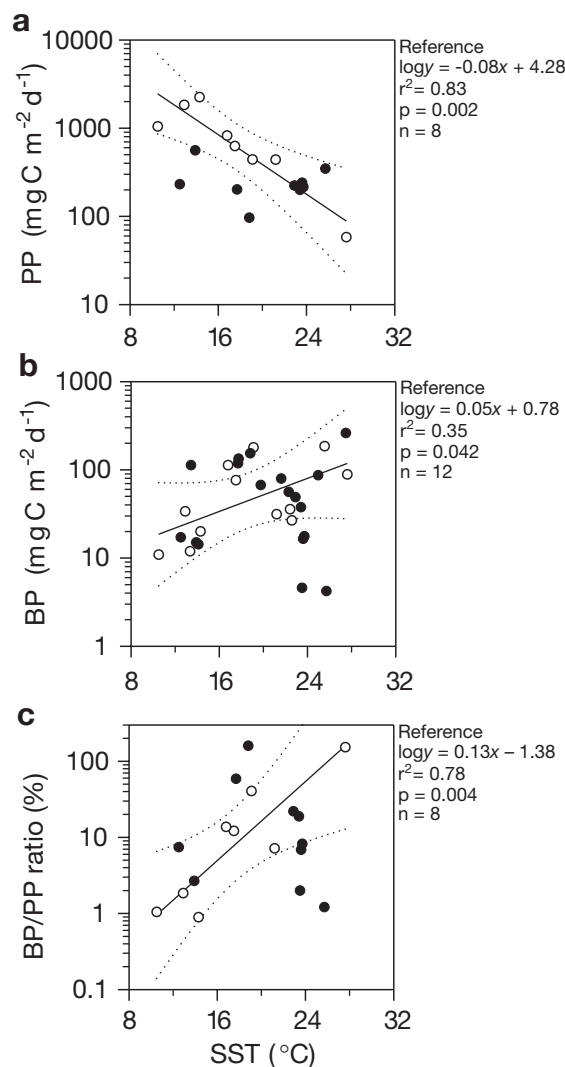 a
10000
1000
100
10
PP (mg C m⁻² d⁻¹)
8 16 24 32
Reference
logy = -0.08x + 4.28
r² = 0.83
p = 0.002
n = 8
b
1000
100
10
1
BP (mg C m⁻² d⁻¹)
8 16 24 32
Reference
logy = 0.05x + 0.78
r² = 0.35
p = 0.042
n = 12
c
100
10
1
0.1
BP/PP ratio (%)
8 16 24 32
SST (°C)
Reference
logy = 0.13x – 1.38
r² = 0.78
p = 0.004
n = 8